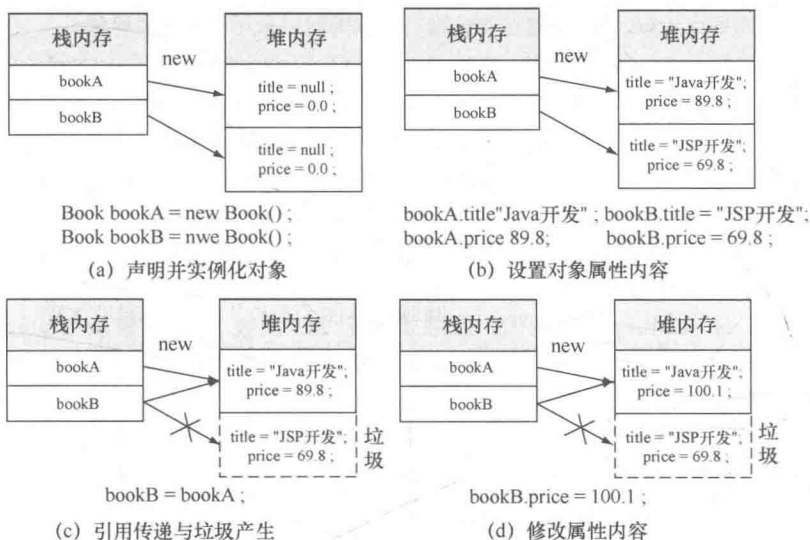 栈内存
堆内存
new
bookA
bookB
title = null ;
price = 0.0 ;
title = null ;
price = 0.0 ;
Book bookA = new Book() ;
Book bookB = nwe Book() ;
(a) 声明并实例化对象
栈内存
堆内存
new
bookA
bookB
title = "Java开发";
price = 89.8 ;
title = "JSP开发";
price = 69.8 ;
bookA.title"Java开发" ; bookB.title = "JSP开发";
bookA.price 89.8; bookB.price = 69.8 ;
(b) 设置对象属性内容
栈内存
堆内存
new
bookA
bookB
title = "Java开发";
price = 89.8 ;
title = "JSP开发";
price = 69.8 ;
垃圾
bookB = bookA ;
(c) 引用传递与垃圾产生
栈内存
堆内存
new
bookA
bookB
title = "Java开发";
price = 100.1 ;
title = "JSP开发";
price = 69.8 ;
垃圾
bookB.price = 100.1 ;
(d) 修改属性内容